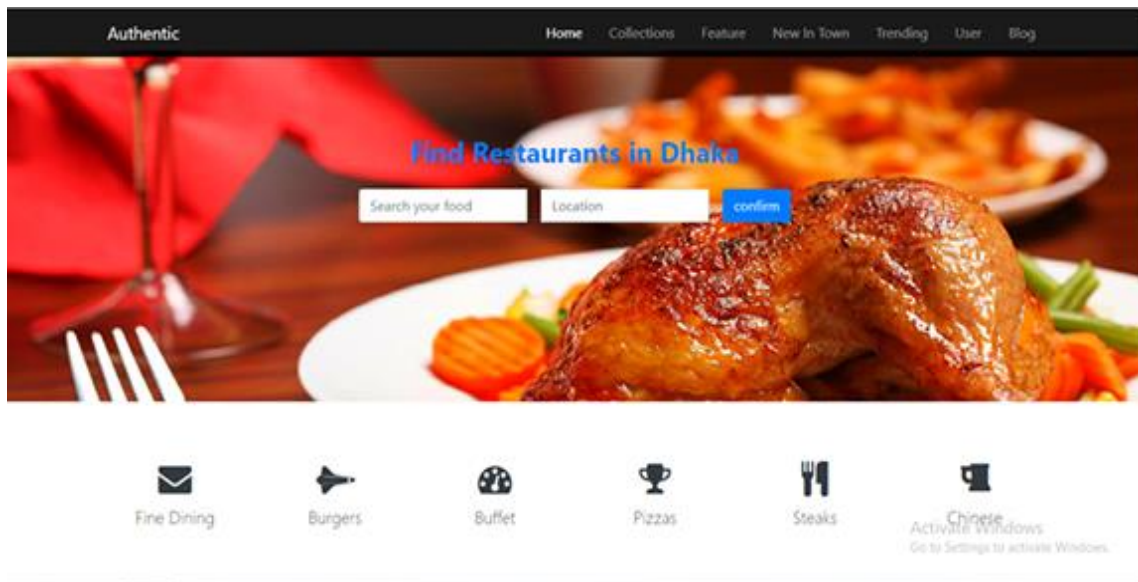 Authentic Home Collections Feature New In Town Trending User Blog
Find Restaurants in Dhaka
Search your food Location confirm
Fine Dining Burgers Buffet Pizzas Steaks Chinese
Activate Windows
Go to Settings to activate Windows.